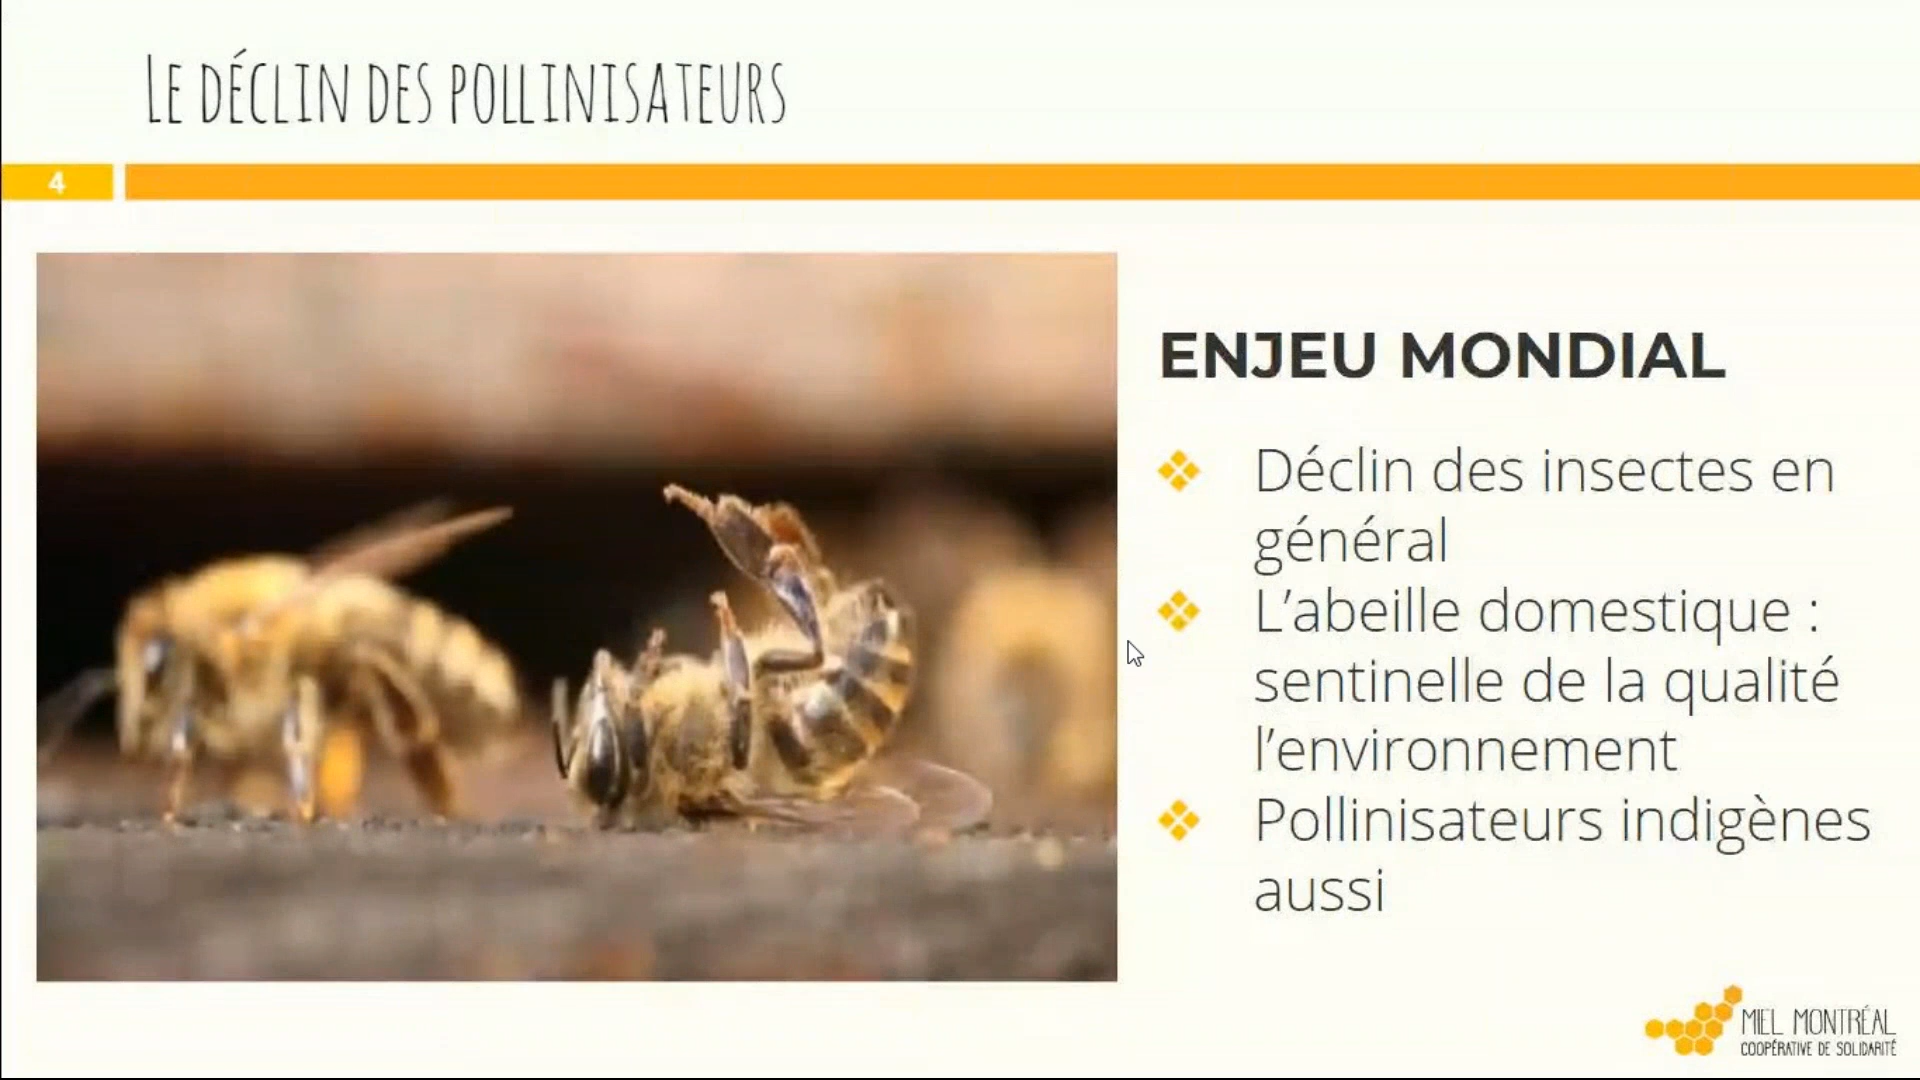 LE DÉCLIN DES POLLINISATEURS
4
ENJEU MONDIAL
Déclin des insectes en
général
L'abeille domestique :
sentinelle de la qualité
l'environnement
Pollinisateurs indigènes
aussi
MIEL MONTRÉAL
COOPÉRATIVE DE SOLIDARITÉ